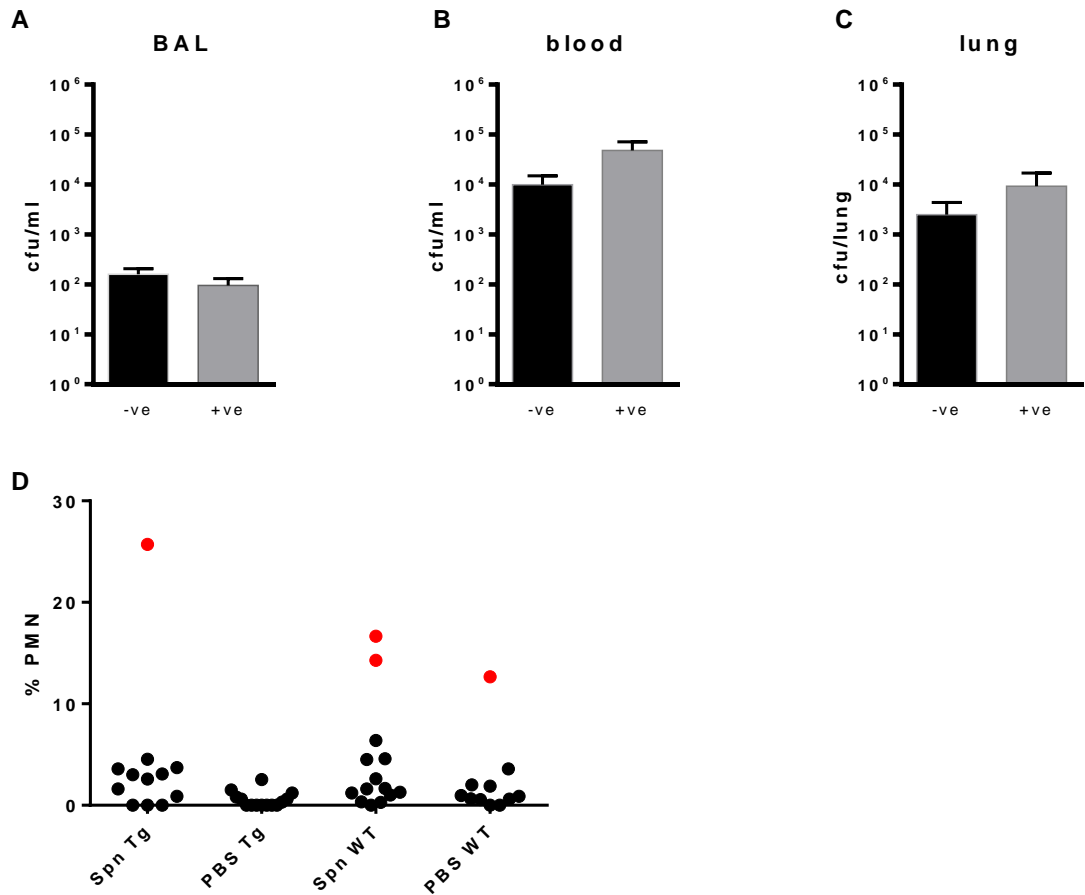 A
BAL
cfu/ml
10^6
10^5
10^4
10^3
10^2
10^1
10^0
-ve +ve
B
blood
cfu/ml
10^6
10^5
10^4
10^3
10^2
10^1
10^0
-ve +ve
C
lung
cfu/lung
10^6
10^5
10^4
10^3
10^2
10^1
10^0
-ve +ve
D
% PMN
30
20
10
0
Spn Tg
PBS Tg
Spn WT
PBS WT